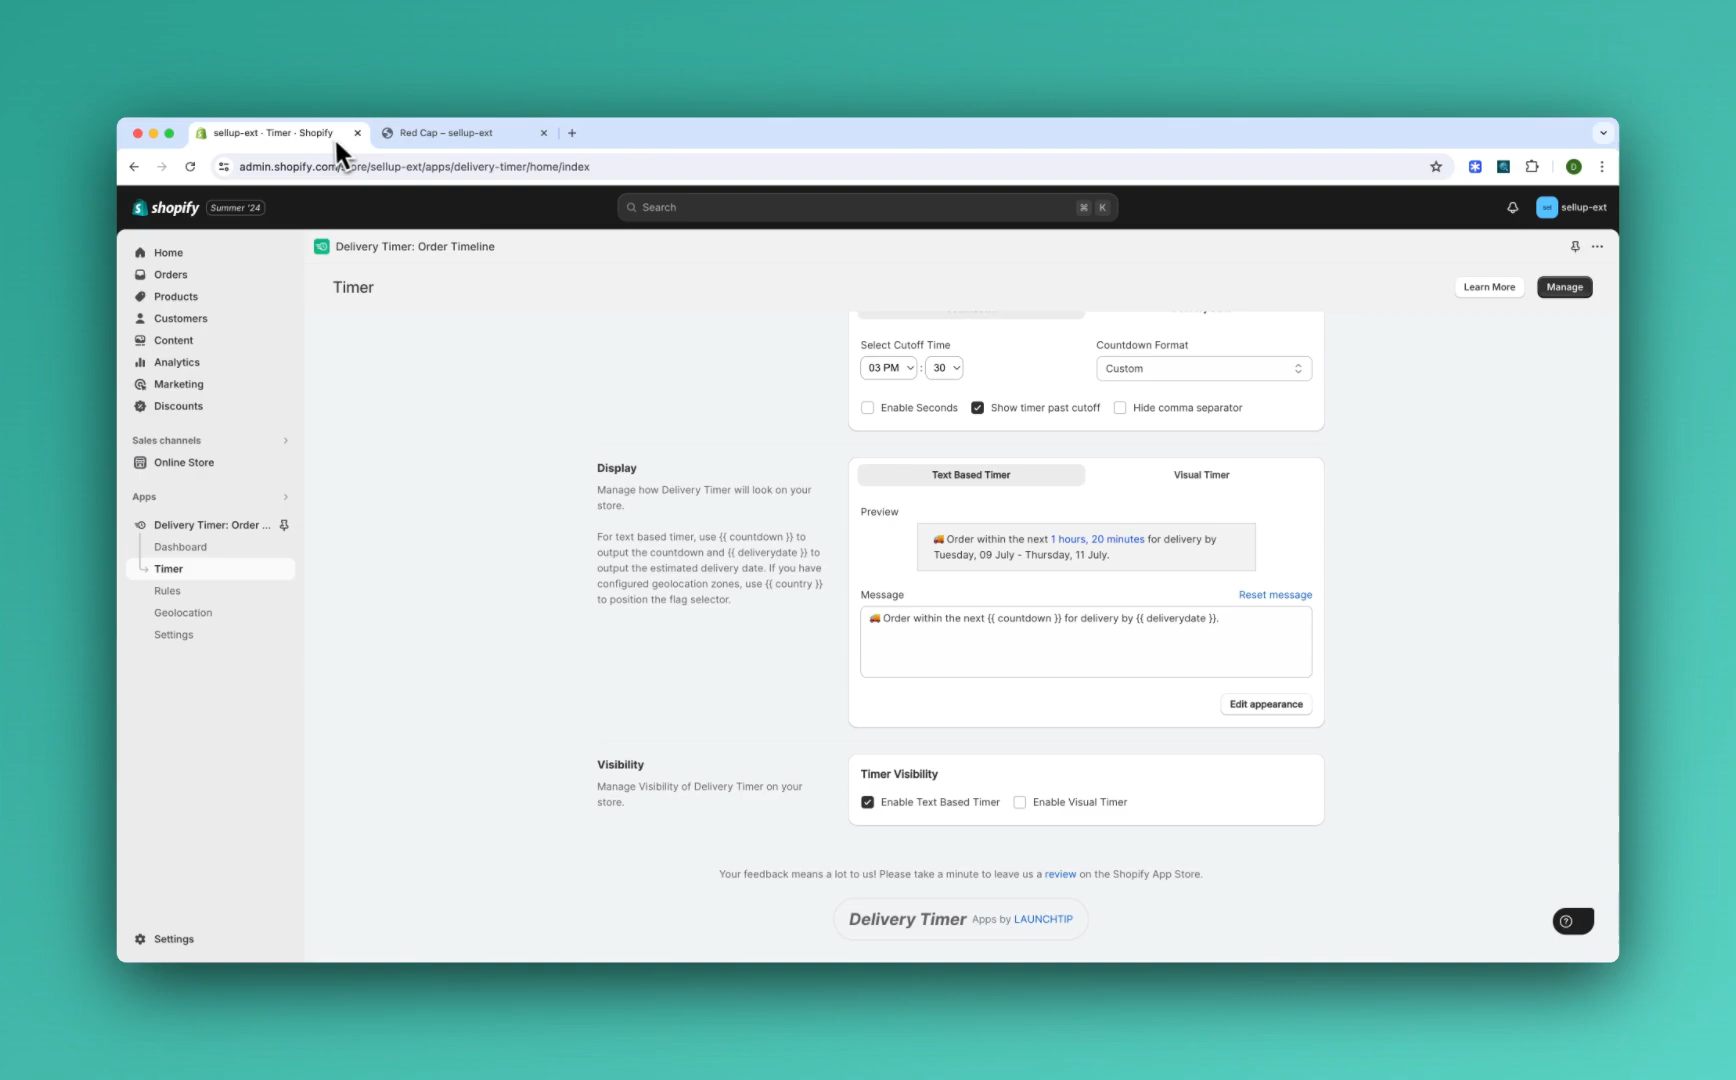 sellup-ext · Timer · Shopify
Red Cap – sellup-ext
admin.shopify.com
re/sellup-ext/apps/delivery-timer/home/index
D
shopify
Summer '24
Search
⌘ K
sel
sellup-ext
Home
Orders
Products
Customers
Content
Analytics
Marketing
Discounts
Sales channels
Online Store
Apps
Delivery Timer: Order ...
Dashboard
Timer
Rules
Geolocation
Settings
Settings
Delivery Timer: Order Timeline
Timer
Learn More
Manage
Select Cutoff Time
Countdown Format
03 PM : 30
Custom
Enable Seconds
Show timer past cutoff
Hide comma separator
Display
Manage how Delivery Timer will look on your
store.
For text based timer, use {{ countdown }} to
output the countdown and {{ deliverydate }} to
output the estimated delivery date. If you have
configured geolocation zones, use {{ country }}
to position the flag selector.
Text Based Timer
Visual Timer
Preview
🚚 Order within the next 1 hours, 20 minutes for delivery by
Tuesday, 09 July - Thursday, 11 July.
Message
Reset message
🚚 Order within the next {{ countdown }} for delivery by {{ deliverydate }}.
Edit appearance
Visibility
Manage Visibility of Delivery Timer on your
store.
Timer Visibility
Enable Text Based Timer
Enable Visual Timer
Your feedback means a lot to us! Please take a minute to leave us a review on the Shopify App Store.
Delivery Timer Apps by LAUNCHTIP